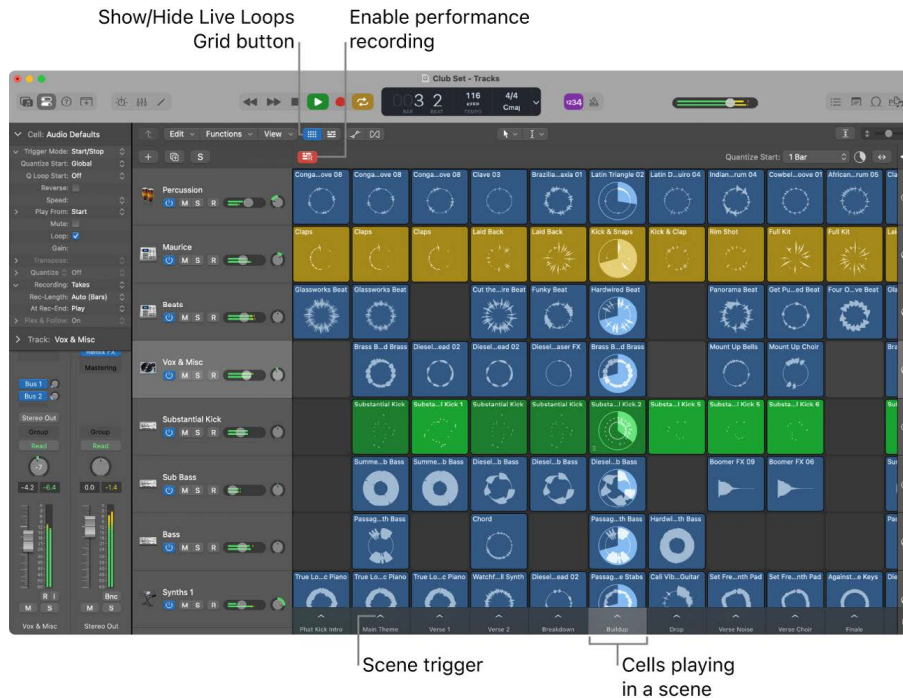 Show/Hide Live Loops
Grid button
Enable performance
recording
Club Set - Tracks
3 2
BAR BEAT
116
KEEP
TEMPO
4/4
Cmaj
1234
Cell: Audio Defaults
Edit Functions View
Trigger Mode: Start/Stop
Quantize Start: Global
Q Loop Start: Off
Reverse:
Speed:
Play From: Start
Mute:
Loop:
Gain:
Transpose:
Quantize Off
Recording: Takes
Rec-Length: Auto (Bars)
At Rec-End: Play
Flex & Follow: On
Track: Vox & Misc
S
Quantize Start: 1 Bar
Percussion
M S R
Conga...ove 08 Conga...ove 08 Conga...ove 08 Clave 03 Brazilia...axia 01 Latin Triangle 02 Latin D...uiro 04 Indian...rum 04 Cowbel...oove 01 African...rum 05 Cla
Maurice
M S R
Claps Claps Claps Laid Back Laid Back Kick & Snaps Kick & Clap Rim Shot Full Kit Full Kit Lai
Beats
M S R
Glassworks Beat Glassworks Beat Cut the...ire Beat Funky Beat Hardwired Beat Panorama Beat Get Pu...ed Beat Four O...ve Beat Gla
Vox & Misc
M S R
Brass B...d Brass Diesel...ead 02 Diesel...ead 02 Diesel...aser FX Brass B...d Brass Mount Up Bells Mount Up Choir Bra
Substantial Kick
M S R
Substantial Kick Substa...l Kick 1 Substantial Kick Substantial Kick Substa...l Kick 2 Substa...l Kick 5 Substa...l Kick 5 Substa...l Kick 6 Sub
Sub Bass
M S R
Summe...b Bass Summe...b Bass Diesel...b Bass Diesel...b Bass Diesel...b Bass Boomer FX 09 Boomer FX 06
Bass
M S R
Passag...th Bass Chord Passag...th Bass Hardwi...th Bass Pas
Synths 1
M S R
True Lo...c Piano True Lo...c Piano True Lo...c Piano Watchf...ll Synth Diesel...ead 02 Passag...e Stabs Cali Vib...Guitar Set Fre...nth Pad Set Fre...nth Pad Against...e Keys Die
Phat Kick Intro Main Theme Verse 1 Verse 2 Breakdown Buildup Drop Verse Noise Verse Choir Finale
Mastering
Bus 1
Bus 2
Stereo Out
Group Group
Read Read
-7
-4.2 -6.4 0.0 -1.4
R I Bnc
M S M S
Vox & Misc Stereo Out
Scene trigger
Cells playing
in a scene